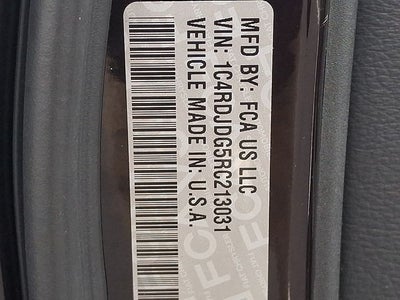 MFD BY: FCA US LLC
VIN: 1C4RDJDG5RC213031
VEHICLE MADE IN: U.S.A.